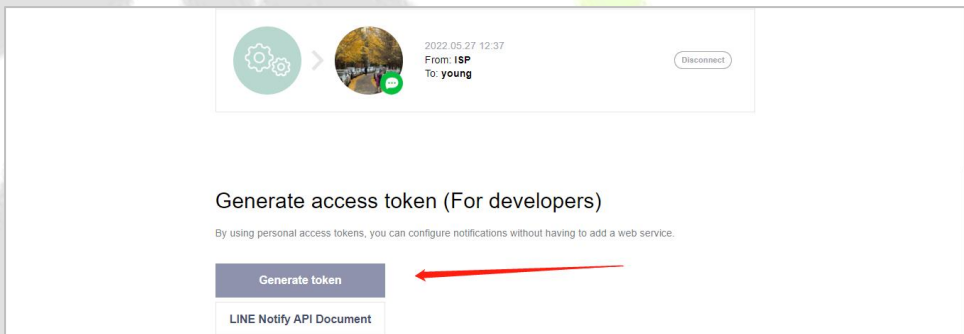 2022.05.27 12:37
From: ISP
To: young
Disconnect
Generate access token (For developers)
By using personal access tokens, you can configure notifications without having to add a web service.
Generate token
LINE Notify API Document